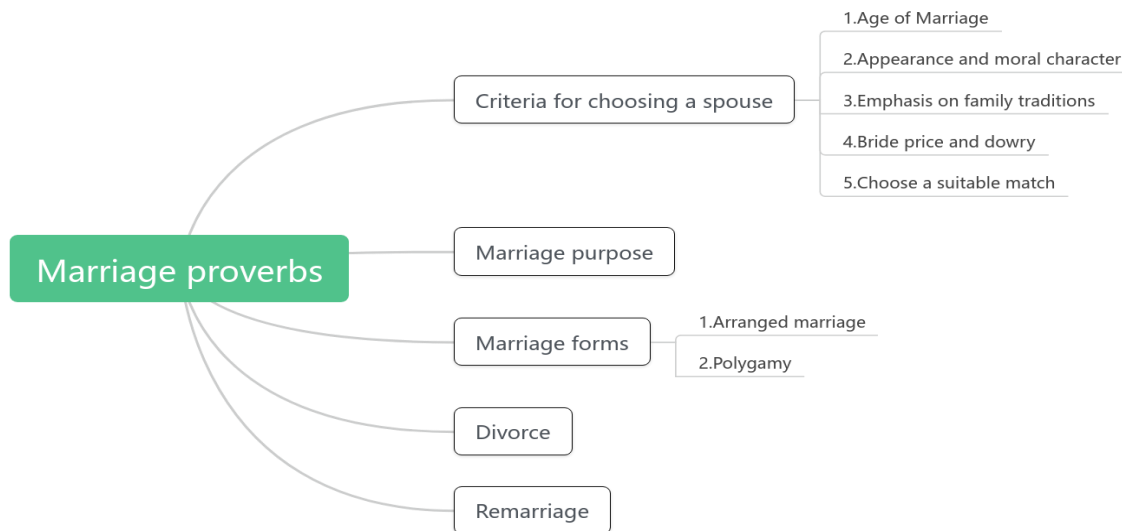 Marriage proverbs
Criteria for choosing a spouse
1.Age of Marriage
2.Appearance and moral character
3.Emphasis on family traditions
4.Bride price and dowry
5.Choose a suitable match
Marriage purpose
Marriage forms
1.Arranged marriage
2.Polygamy
Divorce
Remarriage